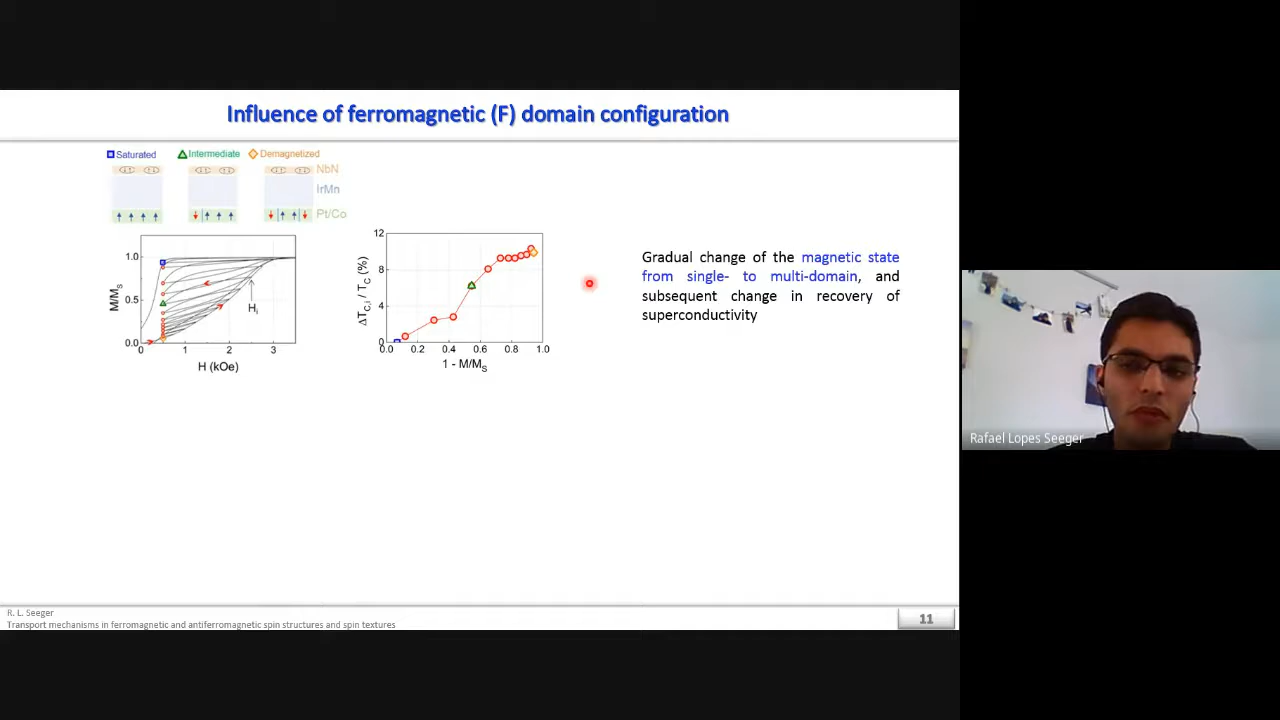 Influence of ferromagnetic (F) domain configuration
Saturated Intermediate Demagnetized
NbN
IrMn
Pt/Co
1.0
0.5
0.0
M/MS
Hi
0 1 2 3
H (kOe)
12
8
4
0
ΔTC,i / TC (%)
0.0 0.2 0.4 0.6 0.8 1.0
1 - M/MS
Gradual change of the magnetic state
from single- to multi-domain, and
subsequent change in recovery of
superconductivity
Rafael Lopes Seeger
R. L. Seeger
Transport mechanisms in ferromagnetic and antiferromagnetic spin structures and spin textures
11